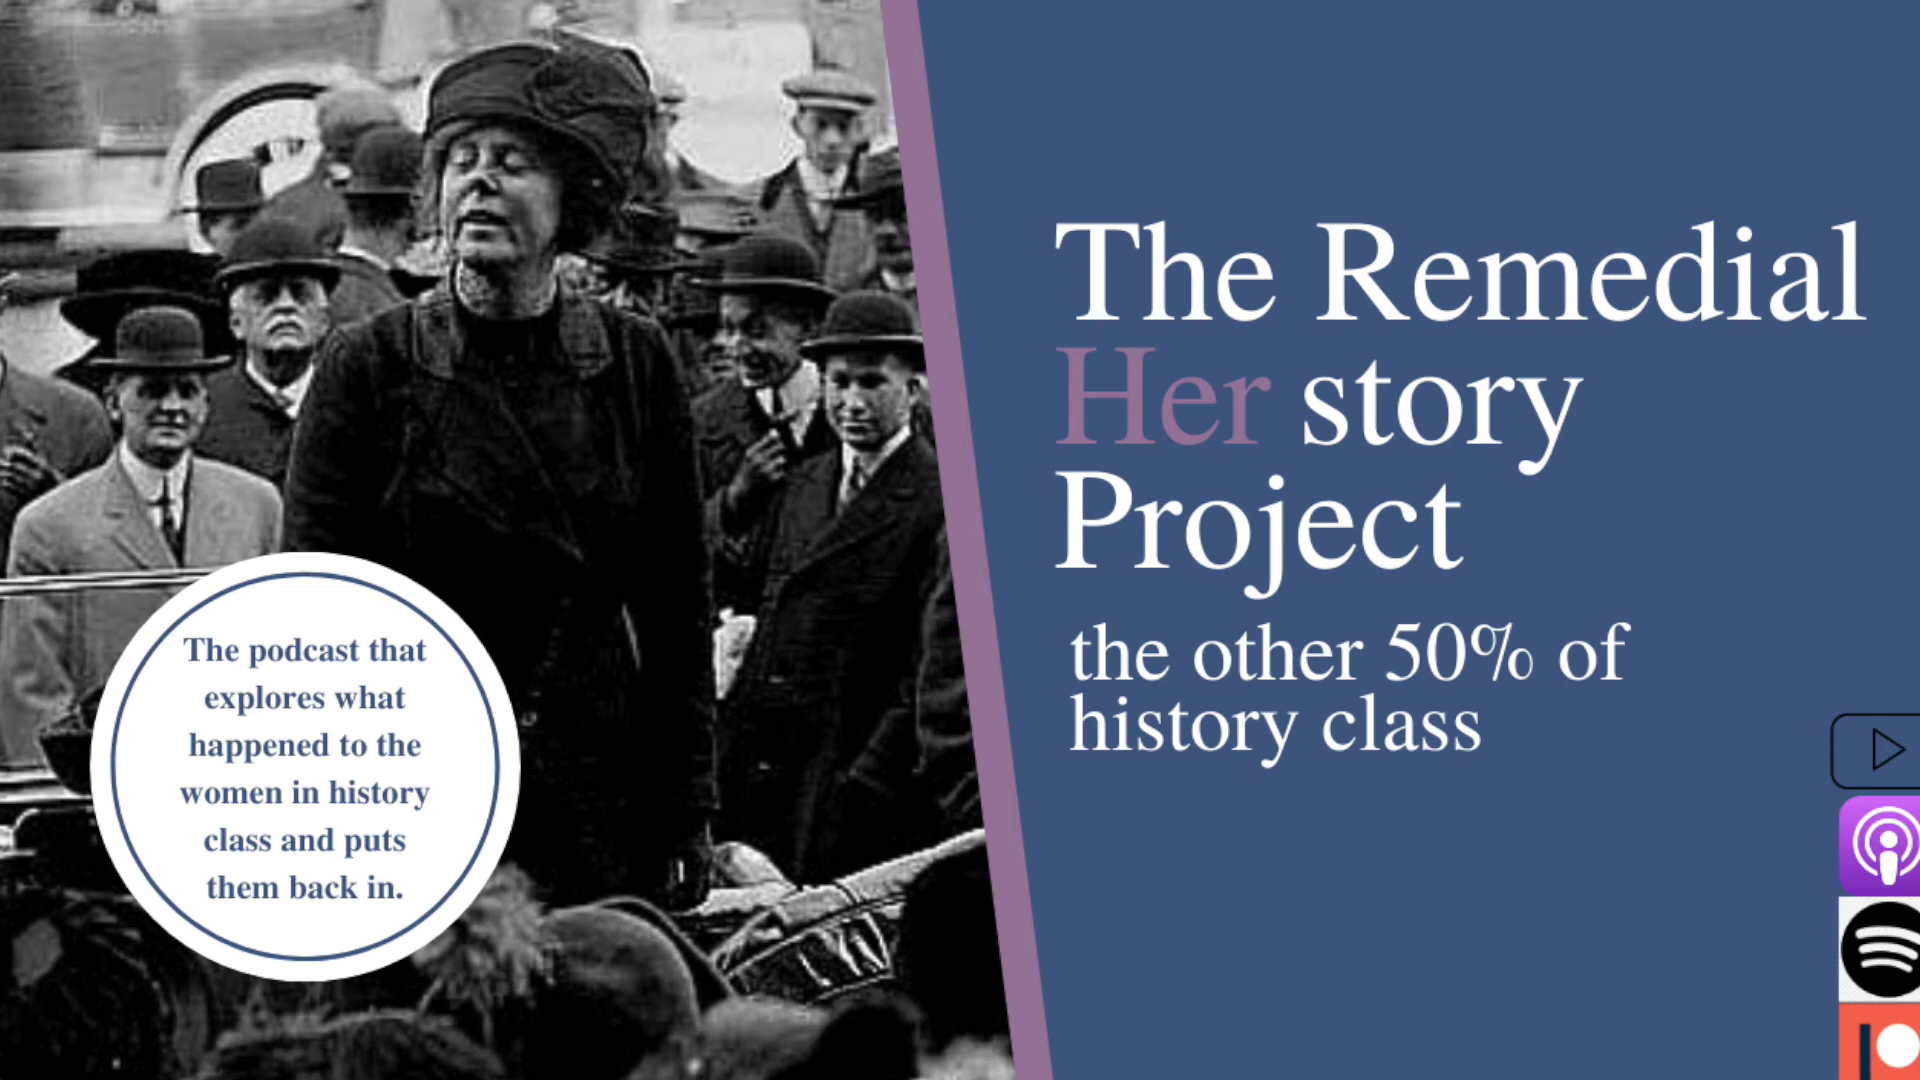 The Remedial
Her story
Project
the other 50% of
history class
The podcast that
explores what
happened to the
women in history
class and puts
them back in.